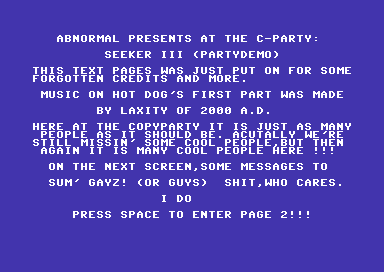 ABNORMAL PRESENTS AT THE C-PARTY:
SEEKER III (PARTYDEMO)
THIS TEXT PAGES WAS JUST PUT ON FOR SOME
FORGOTTEN CREDITS AND MORE.
MUSIC ON HOT DOG'S FIRST PART WAS MADE
BY LAXITY OF 2000 A.D.
HERE AT THE COPYPARTY IT IS JUST AS MANY
PEOPLE AS IT SHOULD BE. ACUTALLY WE'RE
STILL MISSIN' SOME COOL PEOPLE,BUT THEN
AGAIN IT IS MANY COOL PEOPLE HERE !!!
ON THE NEXT SCREEN,SOME MESSAGES TO
SUM' GAYZ! (OR GUYS)  SHIT,WHO CARES.
I DO
PRESS SPACE TO ENTER PAGE 2!!!